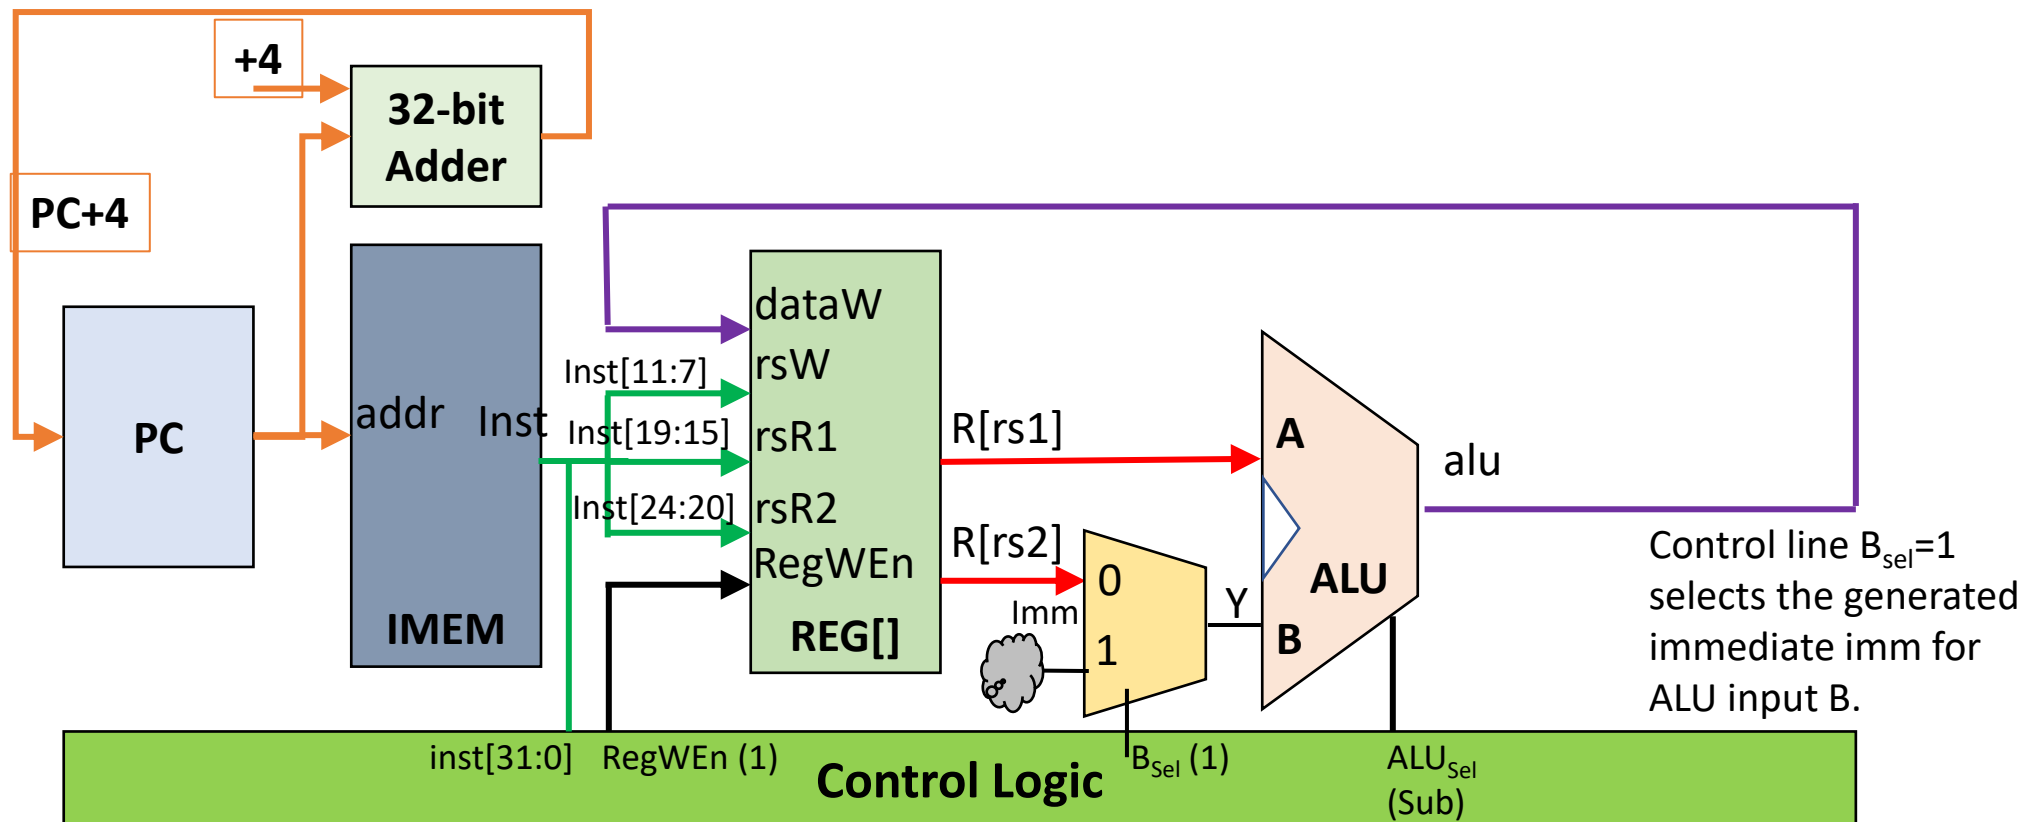 +4
32-bit
Adder
PC+4
dataW
rsW
Inst[11:7]
addr
Inst
Inst[19:15]
rsR1
R[rs1]
A
alu
PC
Inst[24:20]
rsR2
R[rs2]
RegWEn
0
Imm
Y
ALU
IMEM
REG[]
1
B
Control line Bsel=1
selects the generated
immediate imm for
ALU input B.
inst[31:0]
RegWEn (1)
Control Logic
BSel (1)
ALUSel
(Sub)